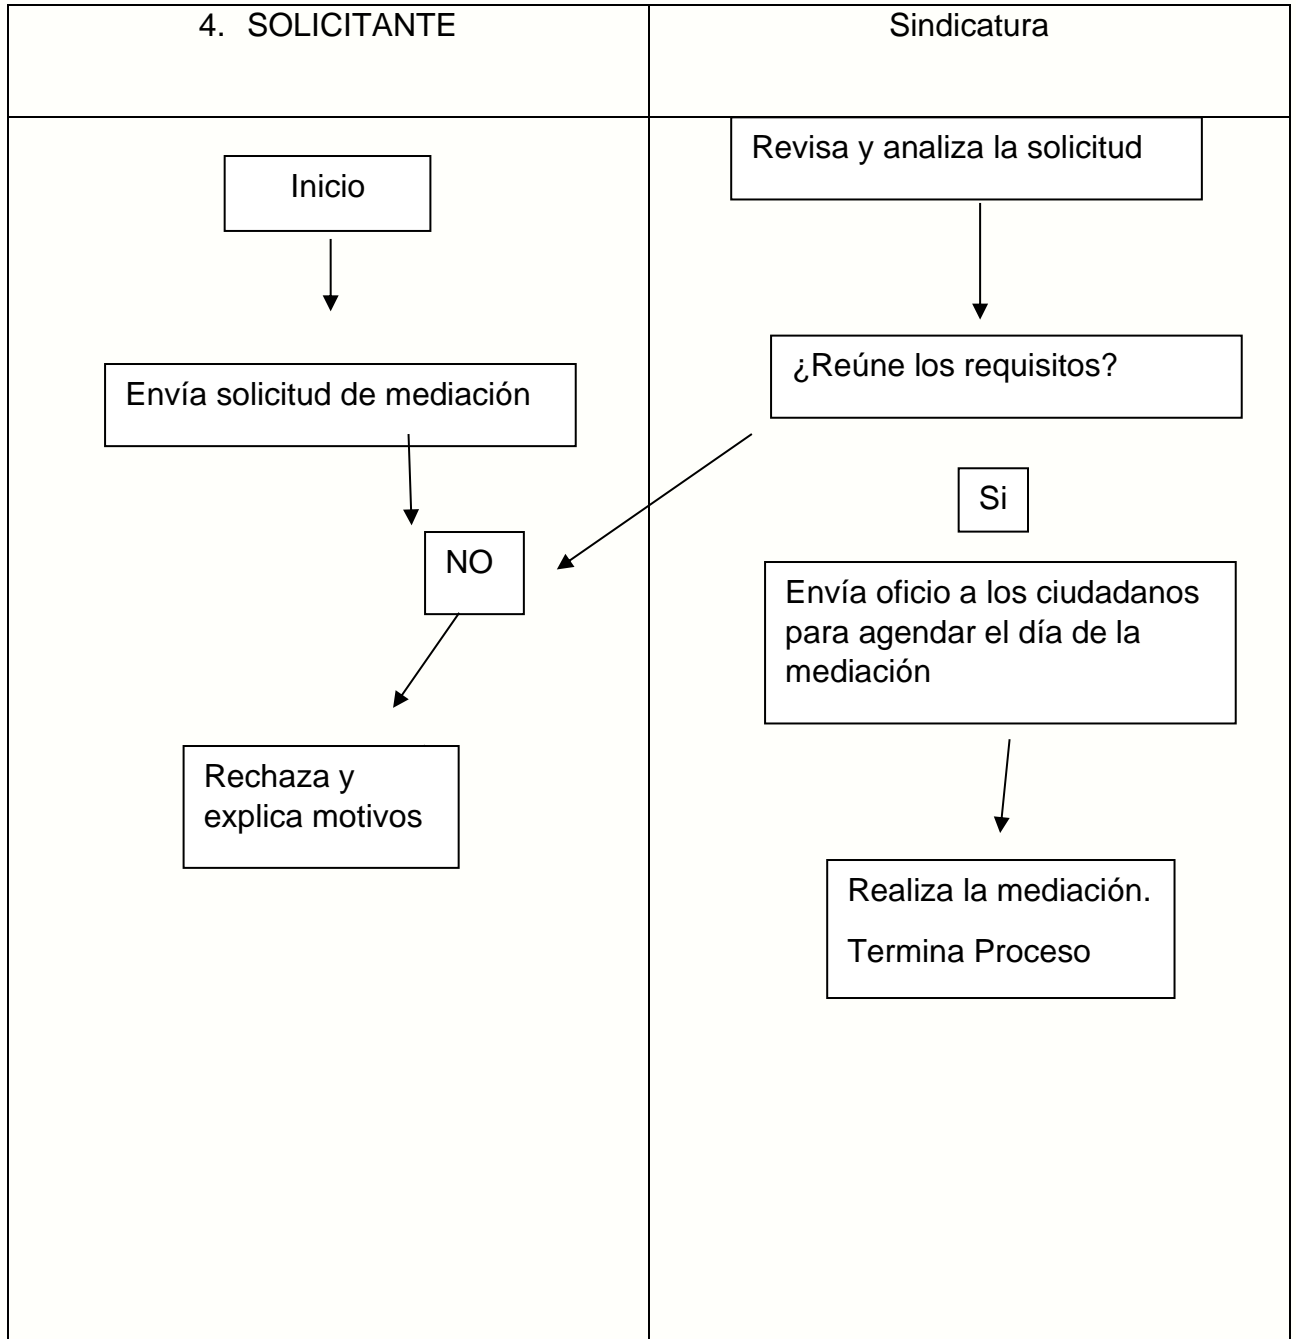 4. SOLICITANTE
Sindicatura
Inicio
Envía solicitud de mediación
NO
Rechaza y
explica motivos
Revisa y analiza la solicitud
¿Reúne los requisitos?
Si
Envía oficio a los ciudadanos
para agendar el día de la
mediación
Realiza la mediación.
Termina Proceso